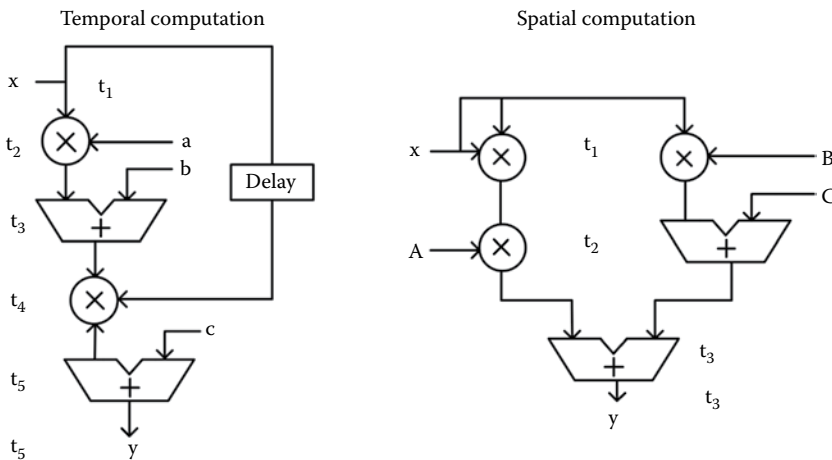 Temporal computation
x
t1
t2
a
b
Delay
t3
t4
c
t5
t5
y
Spatial computation
x
t1
B
C
A
t2
t3
t3
y